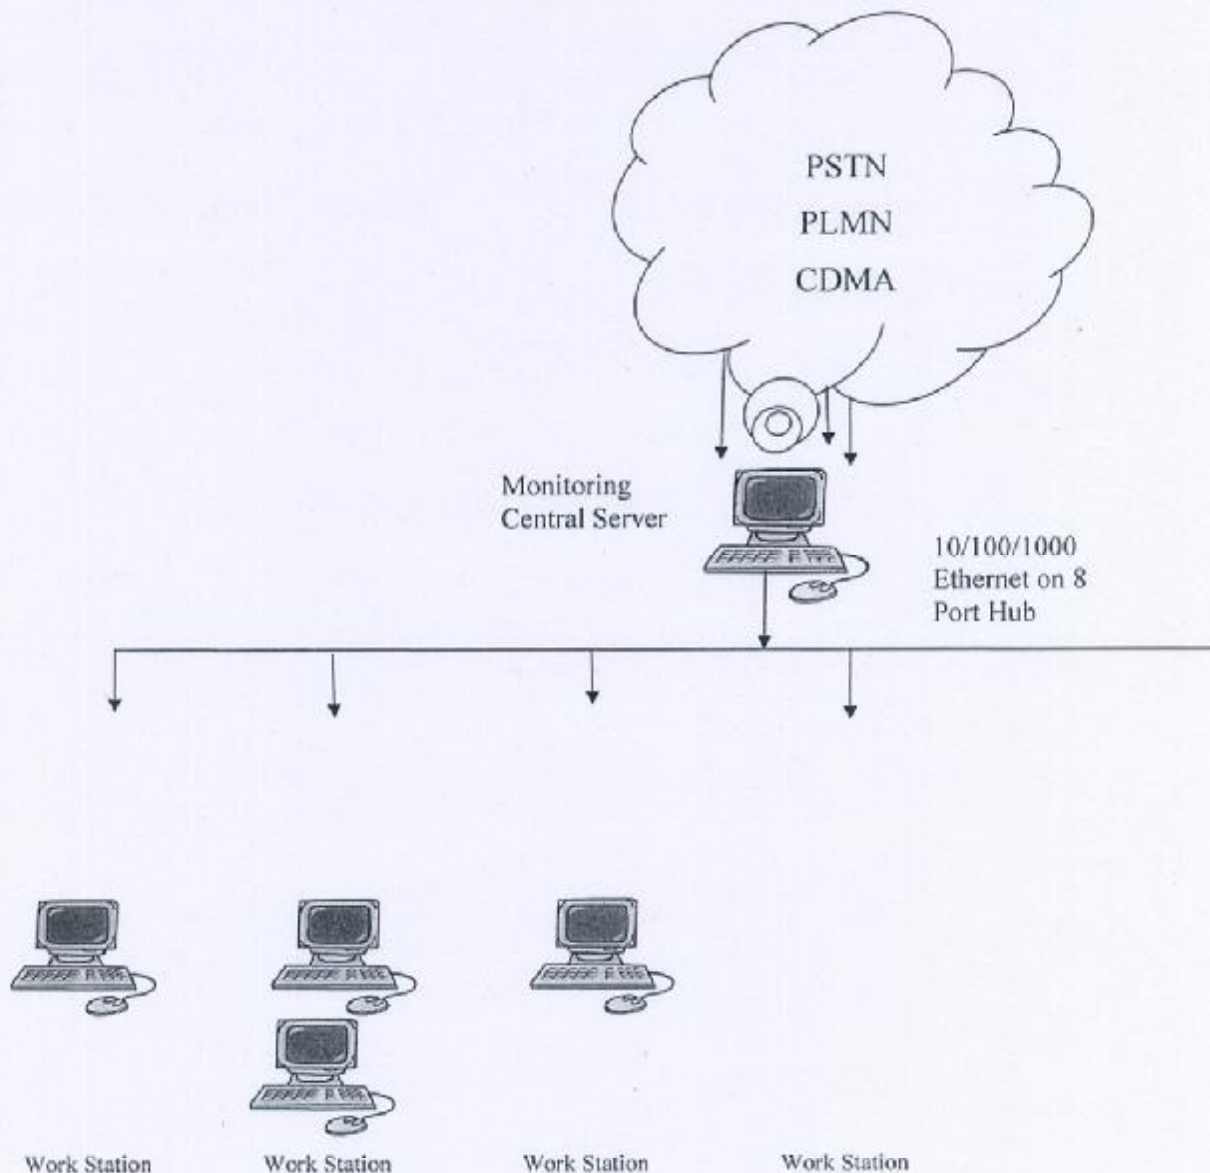 PSTN
PLMN
CDMA
Monitoring
Central Server
10/100/1000
Ethernet on 8
Port Hub
Work Station
Work Station
Work Station
Work Station